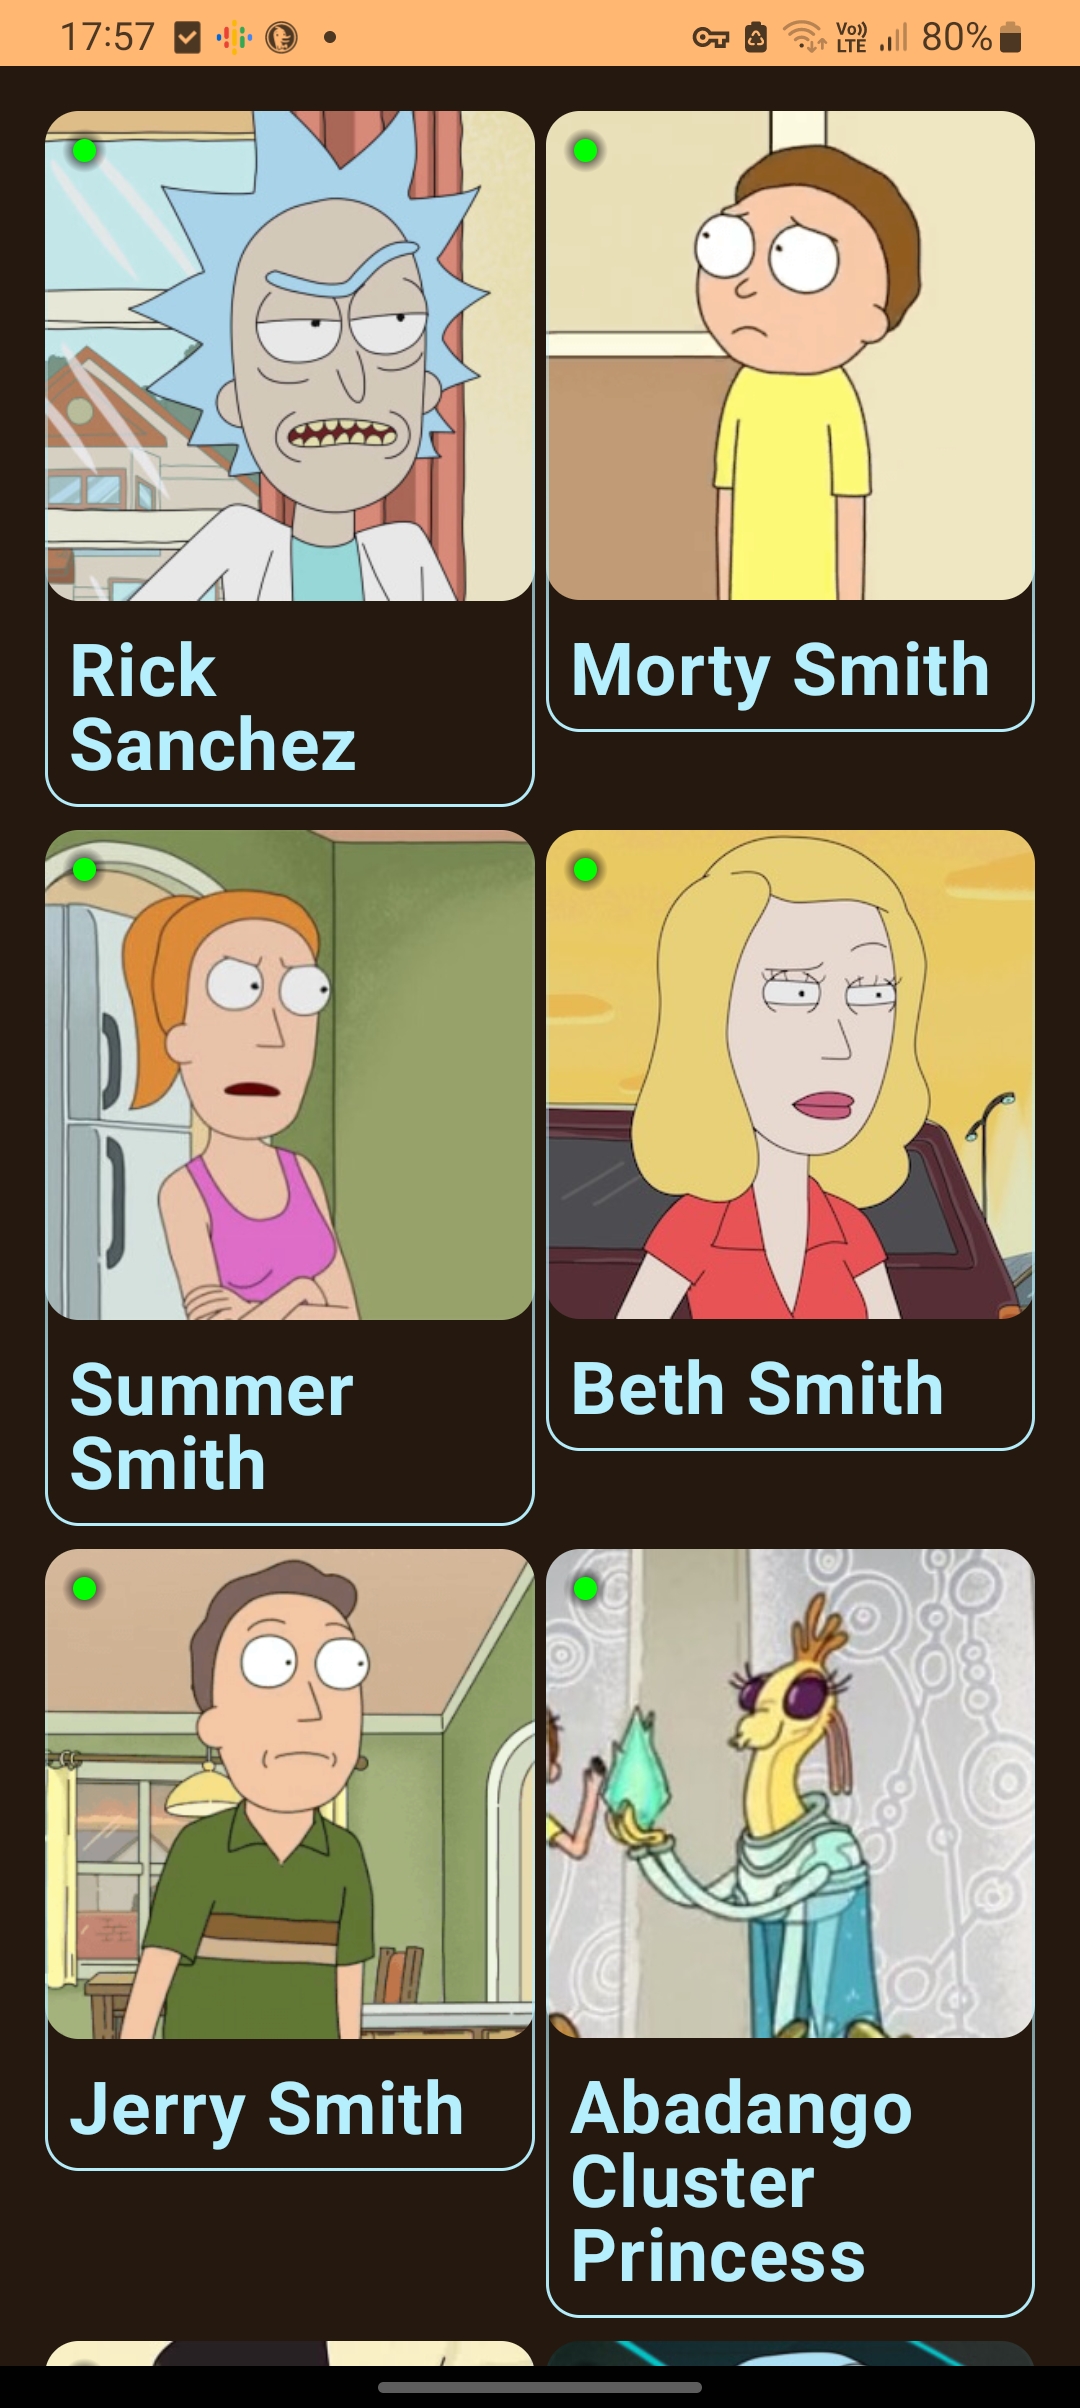 17:57
Vo)) LTE 80%
Rick
Sanchez
Morty Smith
Summer
Smith
Beth Smith
Jerry Smith
Abadango
Cluster
Princess